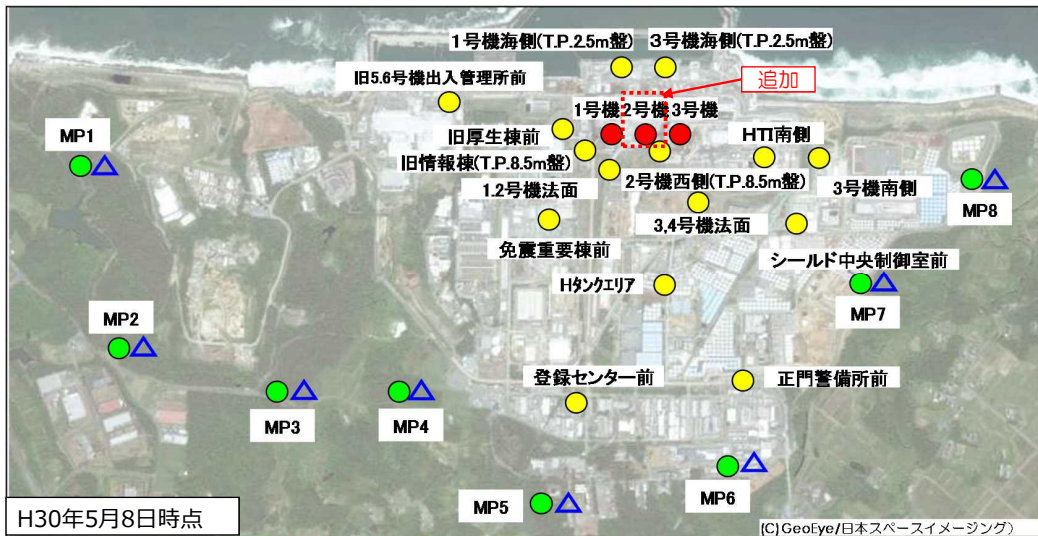 1号機海側(T.P.2.5m盤)
3号機海側(T.P.2.5m盤)
旧5.6号機出入管理所前
追加
1号機
2号機
3号機
MP1
旧厚生棟前
HTI南側
旧情報棟(T.P.8.5m盤)
2号機西側(T.P.8.5m盤)
3号機南側
1.2号機法面
MP8
3,4号機法面
免震重要棟前
シールド中央制御室前
Hタンクエリア
MP7
MP2
登録センター前
正門警備所前
MP3
MP4
MP6
MP5
H30年5月8日時点
(C)GeoEye/日本スペースイメージング)